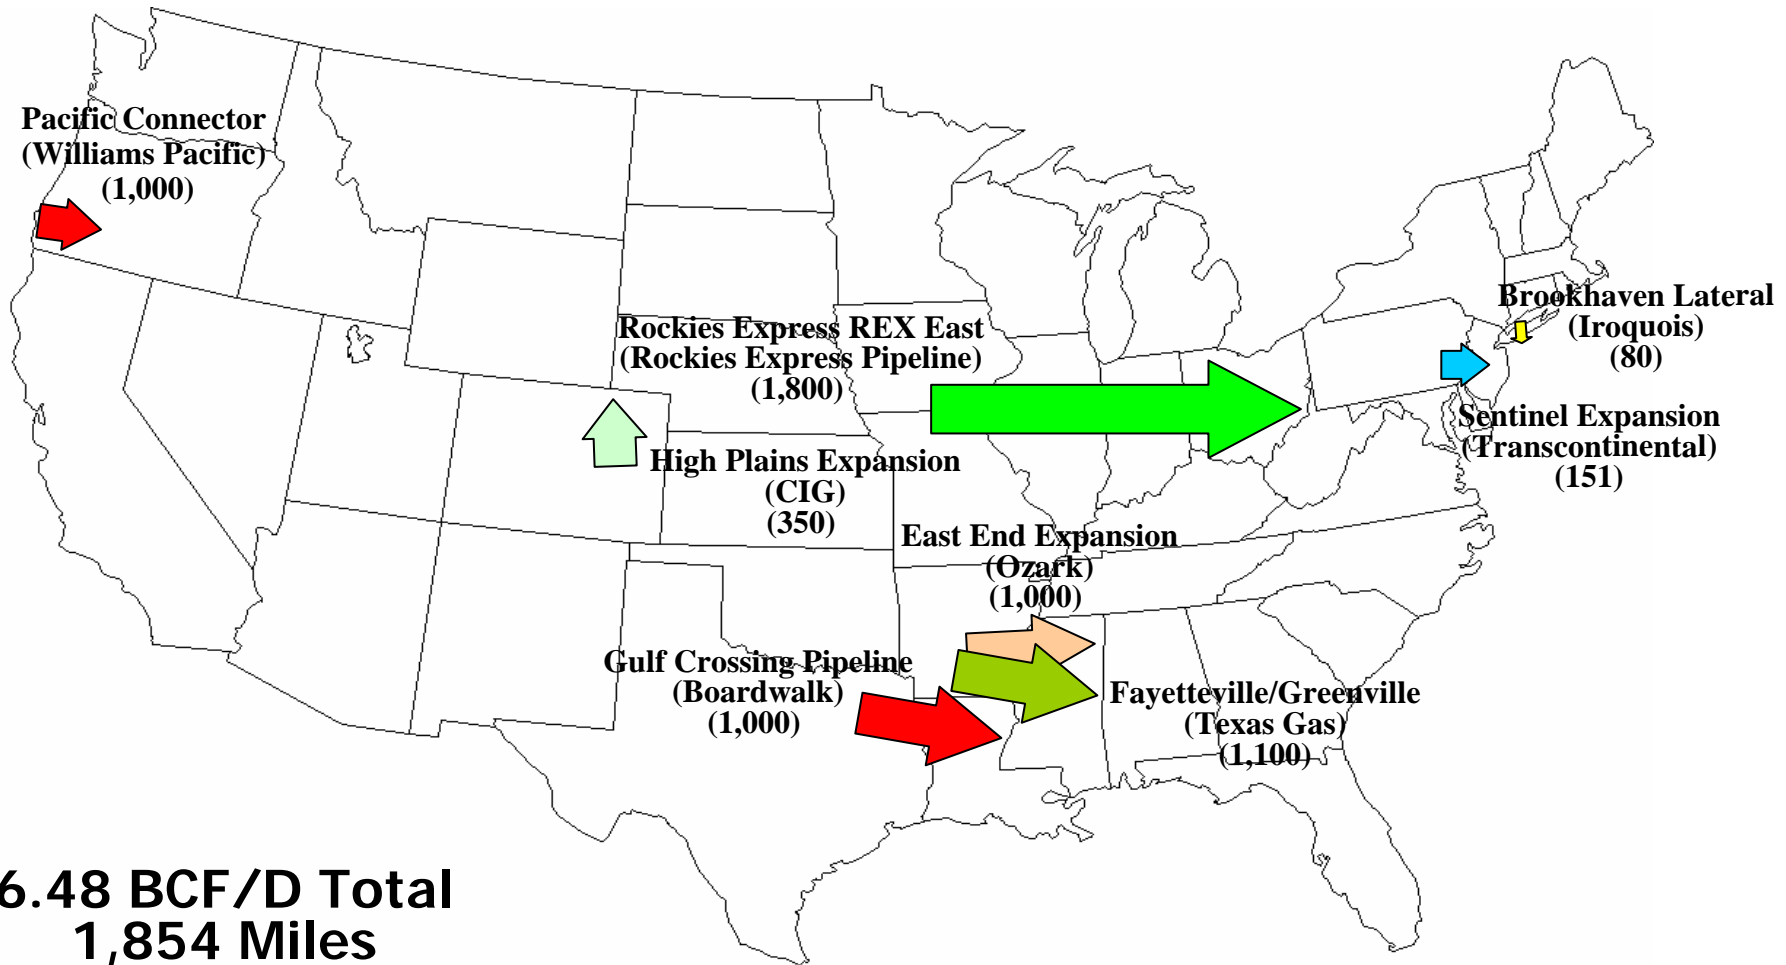 Pacific Connector
(Williams Pacific)
(1,000)
Rockies Express REX East
(Rockies Express Pipeline)
(1,800)
Brookhaven Lateral
(Iroquois)
(80)
Sentinel Expansion
(Transcontinental)
(151)
High Plains Expansion
(CIG)
(350)
East End Expansion
(Ozark)
(1,000)
Gulf Crossing Pipeline
(Boardwalk)
(1,000)
Fayetteville/Greenville
(Texas Gas)
(1,100)
6.48 BCF/D Total
1,854 Miles